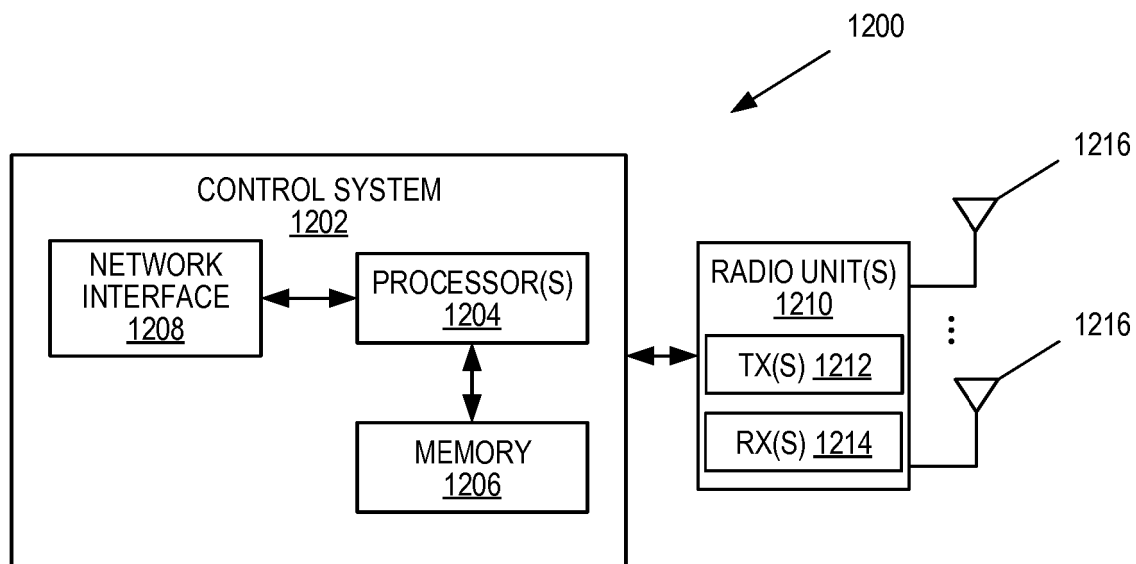 1200
1216
CONTROL SYSTEM
1202
NETWORK
INTERFACE
1208
PROCESSOR(S)
1204
MEMORY
1206
RADIO UNIT(S)
1210
TX(S) 1212
RX(S) 1214
1216